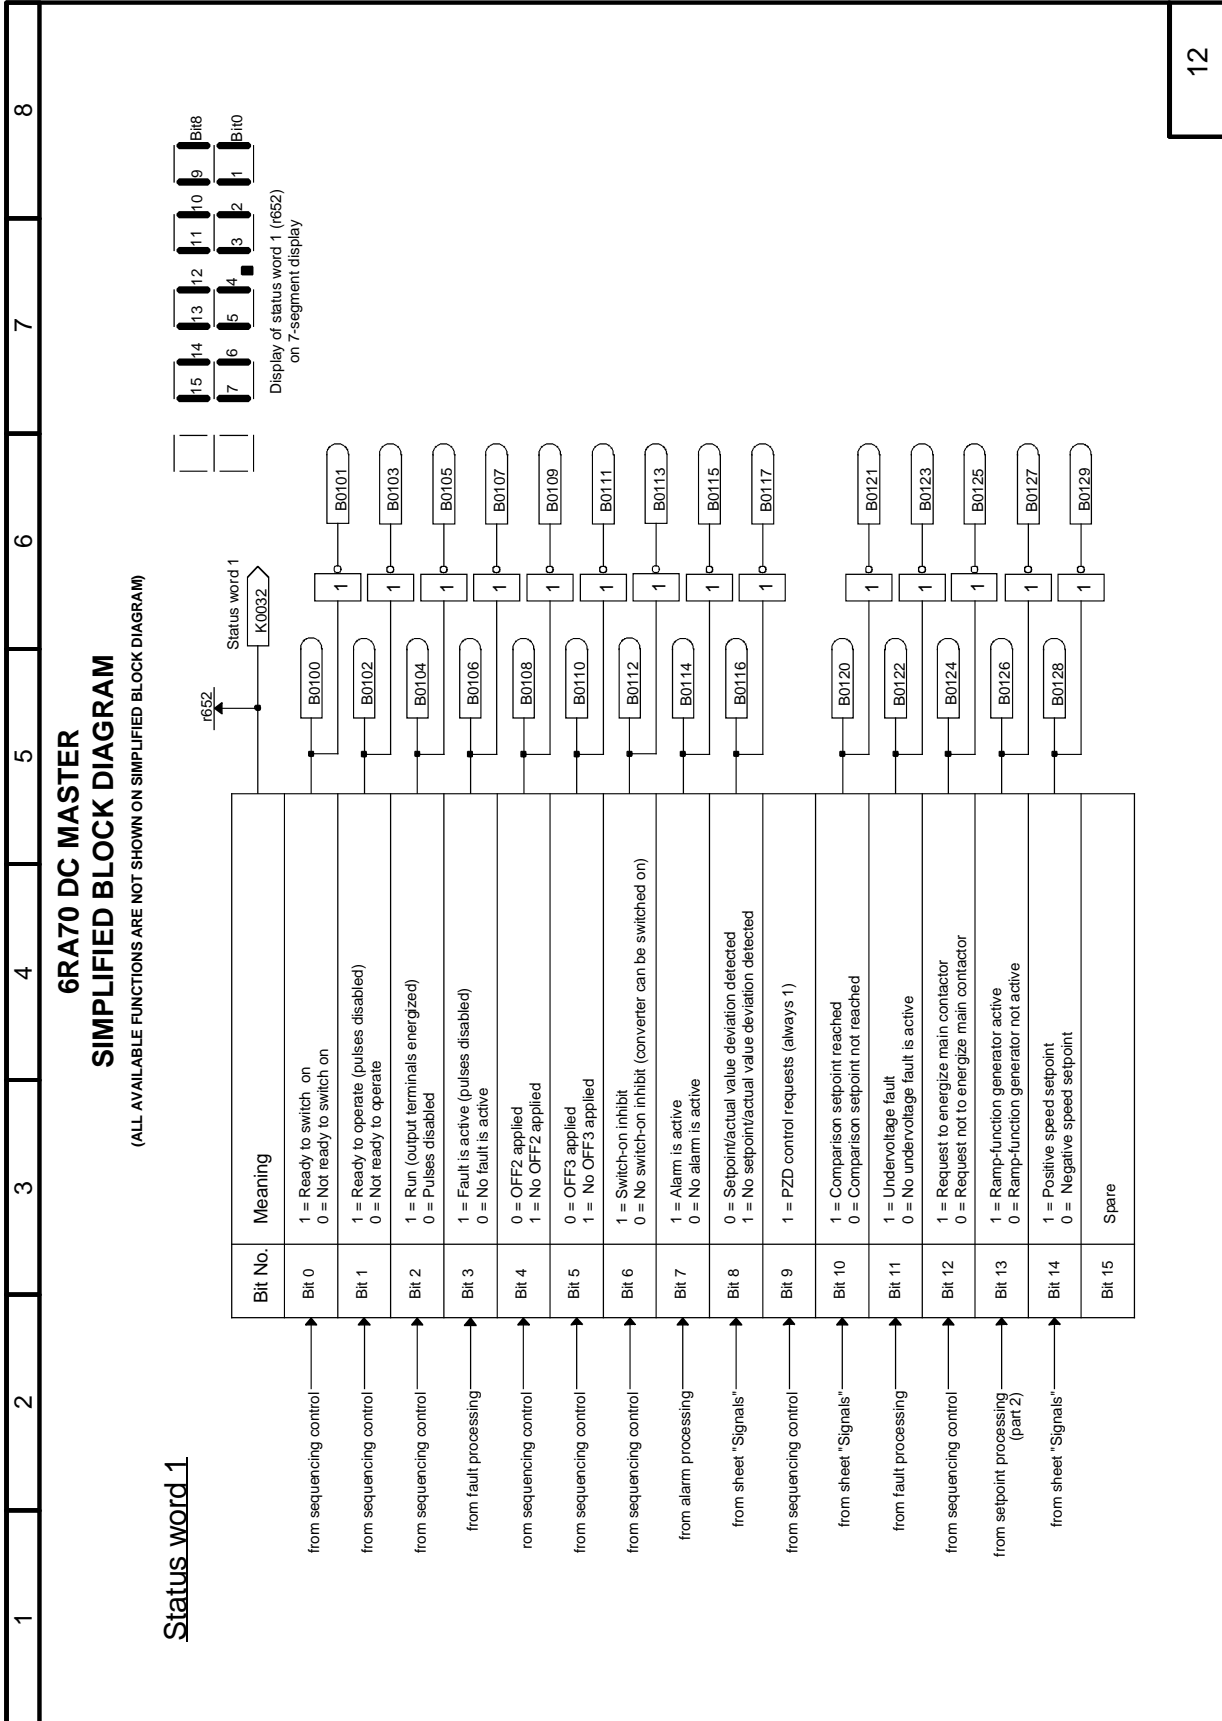 1 2 3 4 5 6 7 8
6RA70 DC MASTER
SIMPLIFIED BLOCK DIAGRAM
(ALL AVAILABLE FUNCTIONS ARE NOT SHOWN ON SIMPLIFIED BLOCK DIAGRAM)
Status word 1
15 14 13 12 11 10 9 Bit8
7 6 5 4 3 2 1 Bit0
Display of status word 1 (r652)
on 7-segment display
r652
Status word 1
K0032
Bit No. Meaning
from sequencing control Bit 0 1 = Ready to switch on
0 = Not ready to switch on
B0100 1 B0101
from sequencing control Bit 1 1 = Ready to operate (pulses disabled)
0 = Not ready to operate
B0102 1 B0103
from sequencing control Bit 2 1 = Run (output terminals energized)
0 = Pulses disabled
B0104 1 B0105
from fault processing Bit 3 1 = Fault is active (pulses disabled)
0 = No fault is active
B0106 1 B0107
rom sequencing control Bit 4 0 = OFF2 applied
1 = No OFF2 applied
B0108 1 B0109
from sequencing control Bit 5 0 = OFF3 applied
1 = No OFF3 applied
B0110 1 B0111
from sequencing control Bit 6 1 = Switch-on inhibit
0 = No switch-on inhibit (converter can be switched on)
B0112 1 B0113
from alarm processing Bit 7 1 = Alarm is active
0 = No alarm is active
B0114 1 B0115
from sheet "Signals" Bit 8 0 = Setpoint/actual value deviation detected
1 = No setpoint/actual value deviation detected
B0116 1 B0117
from sequencing control Bit 9 1 = PZD control requests (always 1)
from sheet "Signals" Bit 10 1 = Comparison setpoint reached
0 = Comparison setpoint not reached
B0120 1 B0121
from fault processing Bit 11 1 = Undervoltage fault
0 = No undervoltage fault is active
B0122 1 B0123
from sequencing control Bit 12 1 = Request to energize main contactor
0 = Request not to energize main contactor
B0124 1 B0125
from setpoint processing Bit 13 1 = Ramp-function generator active
(part 2) 0 = Ramp-function generator not active
B0126 1 B0127
from sheet "Signals" Bit 14 1 = Positive speed setpoint
0 = Negative speed setpoint
B0128 1 B0129
Bit 15 Spare
12